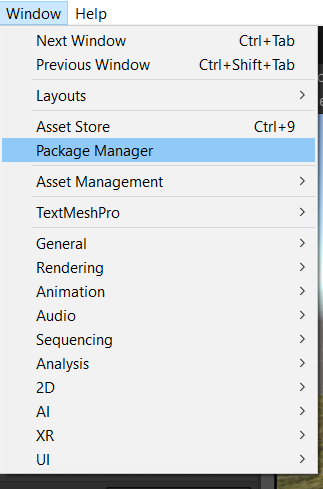 Window Help
Next Window Ctrl+Tab
Previous Window Ctrl+Shift+Tab
Layouts
Asset Store Ctrl+9
Package Manager
Asset Management
TextMeshPro
General
Rendering
Animation
Audio
Sequencing
Analysis
2D
AI
XR
UI